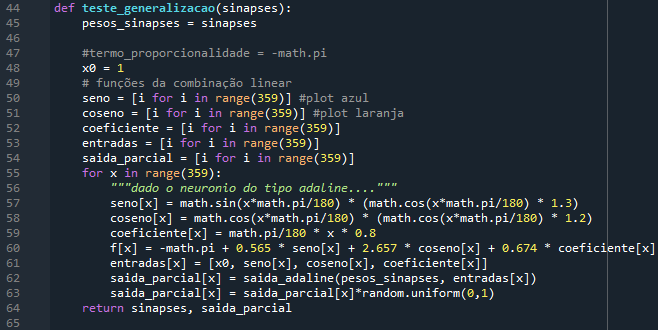 44 def teste_generalizacao(sinapses):
45     pesos_sinapses = sinapses
46
47     #termo_proporcionalidade = -math.pi
48     x0 = 1
49     # funções da combinação linear
50     seno = [i for i in range(359)] #plot azul
51     coseno = [i for i in range(359)] #plot laranja
52     coeficiente = [i for i in range(359)]
53     entradas = [i for i in range(359)]
54     saida_parcial = [i for i in range(359)]
55     for x in range(359):
56         """dado o neuronio do tipo adaline...."""
57         seno[x] = math.sin(x*math.pi/180) * (math.cos(x*math.pi/180) * 1.3)
58         coseno[x] = math.cos(x*math.pi/180) * (math.cos(x*math.pi/180) * 1.2)
59         coeficiente[x] = math.pi/180 * x * 0.8
60         f[x] = -math.pi + 0.565 * seno[x] + 2.657 * coseno[x] + 0.674 * coeficiente[x]
61         entradas[x] = [x0, seno[x], coseno[x], coeficiente[x]]
62         saida_parcial[x] = saida_adaline(pesos_sinapses, entradas[x])
63         saida_parcial[x] = saida_parcial[x]*random.uniform(0,1)
64     return sinapses, saida_parcial
65